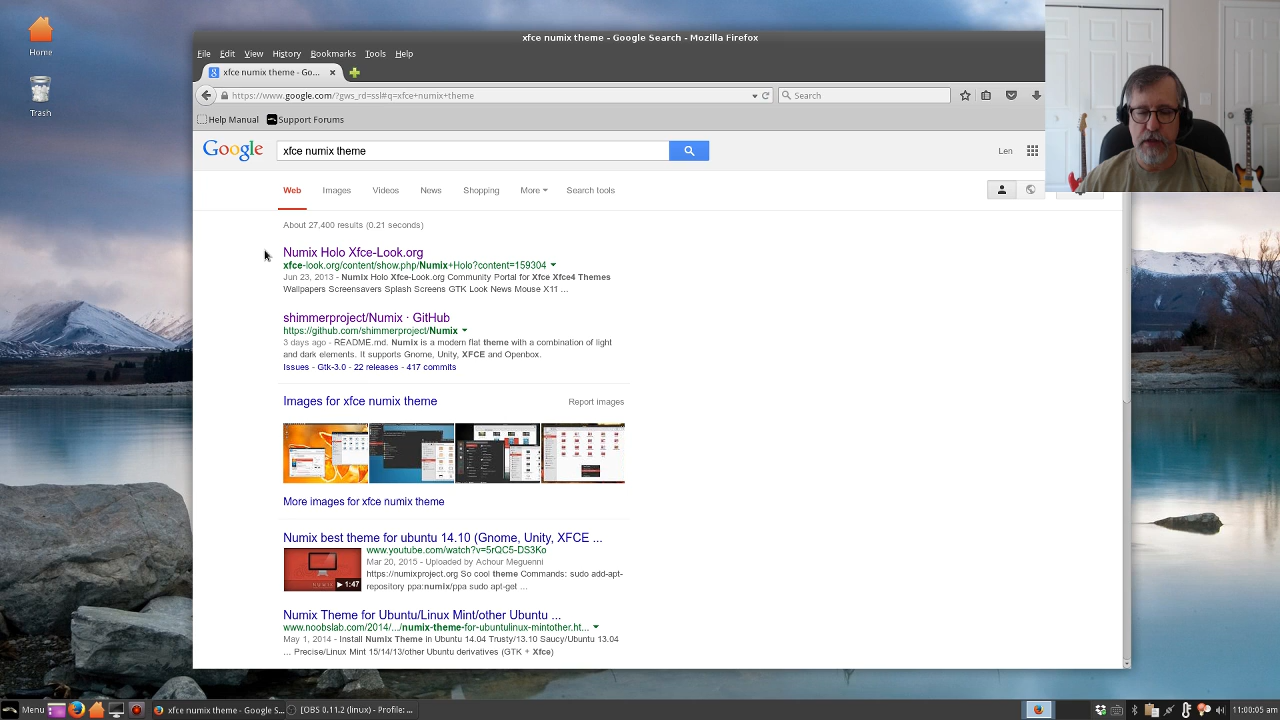 Home
Trash
xfce numix theme - Google Search - Mozilla Firefox
File Edit View History Bookmarks Tools Help
xfce numix theme - Go...
https://www.google.com/?gws_rd=ssl#q=xfce+numix+theme
Search
Help Manual Support Forums
Google
xfce numix theme
Len
Web Images Videos News Shopping More Search tools
About 27,400 results (0.21 seconds)
Numix Holo Xfce-Look.org
xfce-look.org/content/show.php/Numix+Holo?content=159304
Jun 23, 2013 - Numix Holo Xfce-Look.org Community Portal for Xfce Xfce4 Themes
Wallpapers Screensavers Splash Screens GTK Look News Mouse X11 ...
shimmerproject/Numix · GitHub
https://github.com/shimmerproject/Numix
3 days ago - README.md. Numix is a modern flat theme with a combination of light
and dark elements. It supports Gnome, Unity, XFCE and Openbox.
Issues - Gtk-3.0 - 22 releases - 417 commits
Images for xfce numix theme
Report images
More images for xfce numix theme
Numix best theme for ubuntu 14.10 (Gnome, Unity, XFCE ...
www.youtube.com/watch?v=5rQC5-DS3Ko
Mar 20, 2015 - Uploaded by Achour Meguenni
https://numixproject.org So cool theme Commands: sudo add-apt-
repository ppa:numix/ppa sudo apt-get ...
1:47
Numix Theme for Ubuntu/Linux Mint/other Ubuntu ...
www.noobslab.com/2014/.../numix-theme-for-ubuntulinux-mintother.ht...
May 1, 2014 - Install Numix Theme in Ubuntu 14.04 Trusty/13.10 Saucy/Ubuntu 13.04
... Precise/Linux Mint 15/14/13/other Ubuntu derivatives (GTK + Xfce)
Menu
xfce numix theme - Google S...
[OBS 0.11.2 (linux) - Profile: ...
11:00:05 am